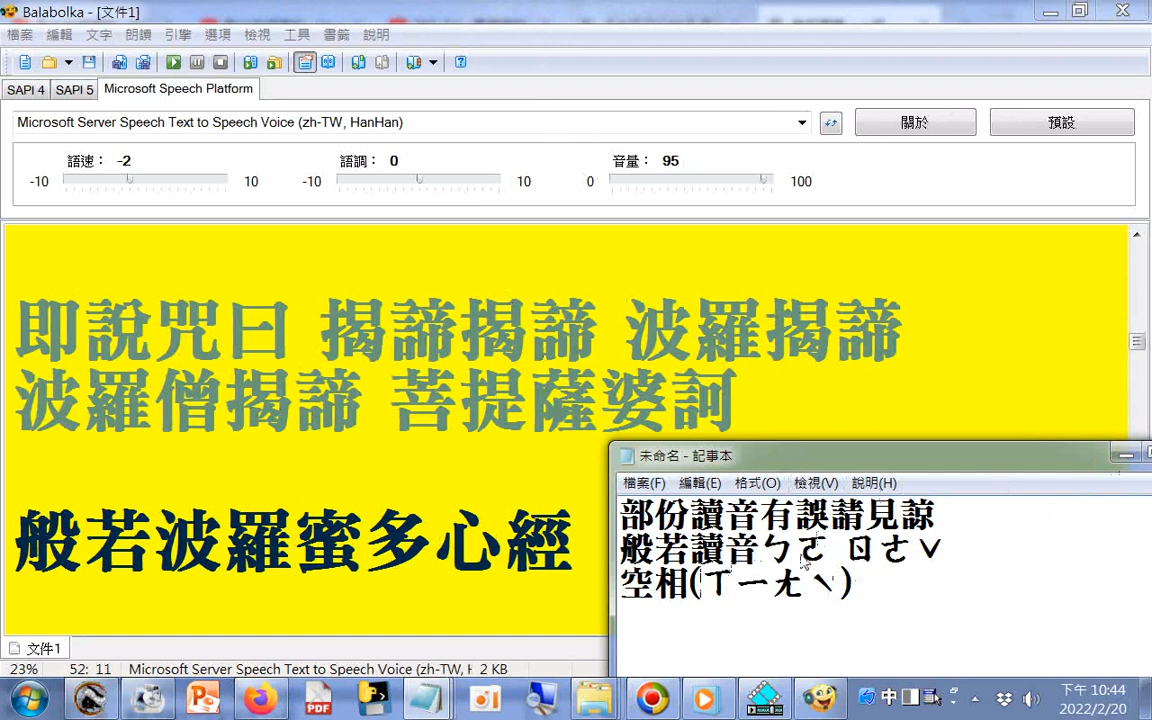 Balabolka - [文件1]
檔案 編輯 文字 朗讀 引擎 選項 檢視 工具 書籤 說明
SAPI 4 SAPI 5 Microsoft Speech Platform
Microsoft Server Speech Text to Speech Voice (zh-TW, HanHan)
關於 預設
語速： -2 語調： 0 音量： 95
-10 10 -10 10 0 100
即說咒曰 揭諦揭諦 波羅揭諦
波羅僧揭諦 菩提薩婆訶
般若波羅蜜多心經
未命名 - 記事本
檔案(F) 編輯(E) 格式(O) 檢視(V) 說明(H)
部份讀音有誤請見諒
般若讀音ㄅㄛ ㄖㄜˇ
空相(ㄒㄧㄤˋ)
文件1
23% 52: 11 Microsoft Server Speech Text to Speech Voice (zh-TW, H 2 KB
PDF
中
下午 10:44
2022/2/20